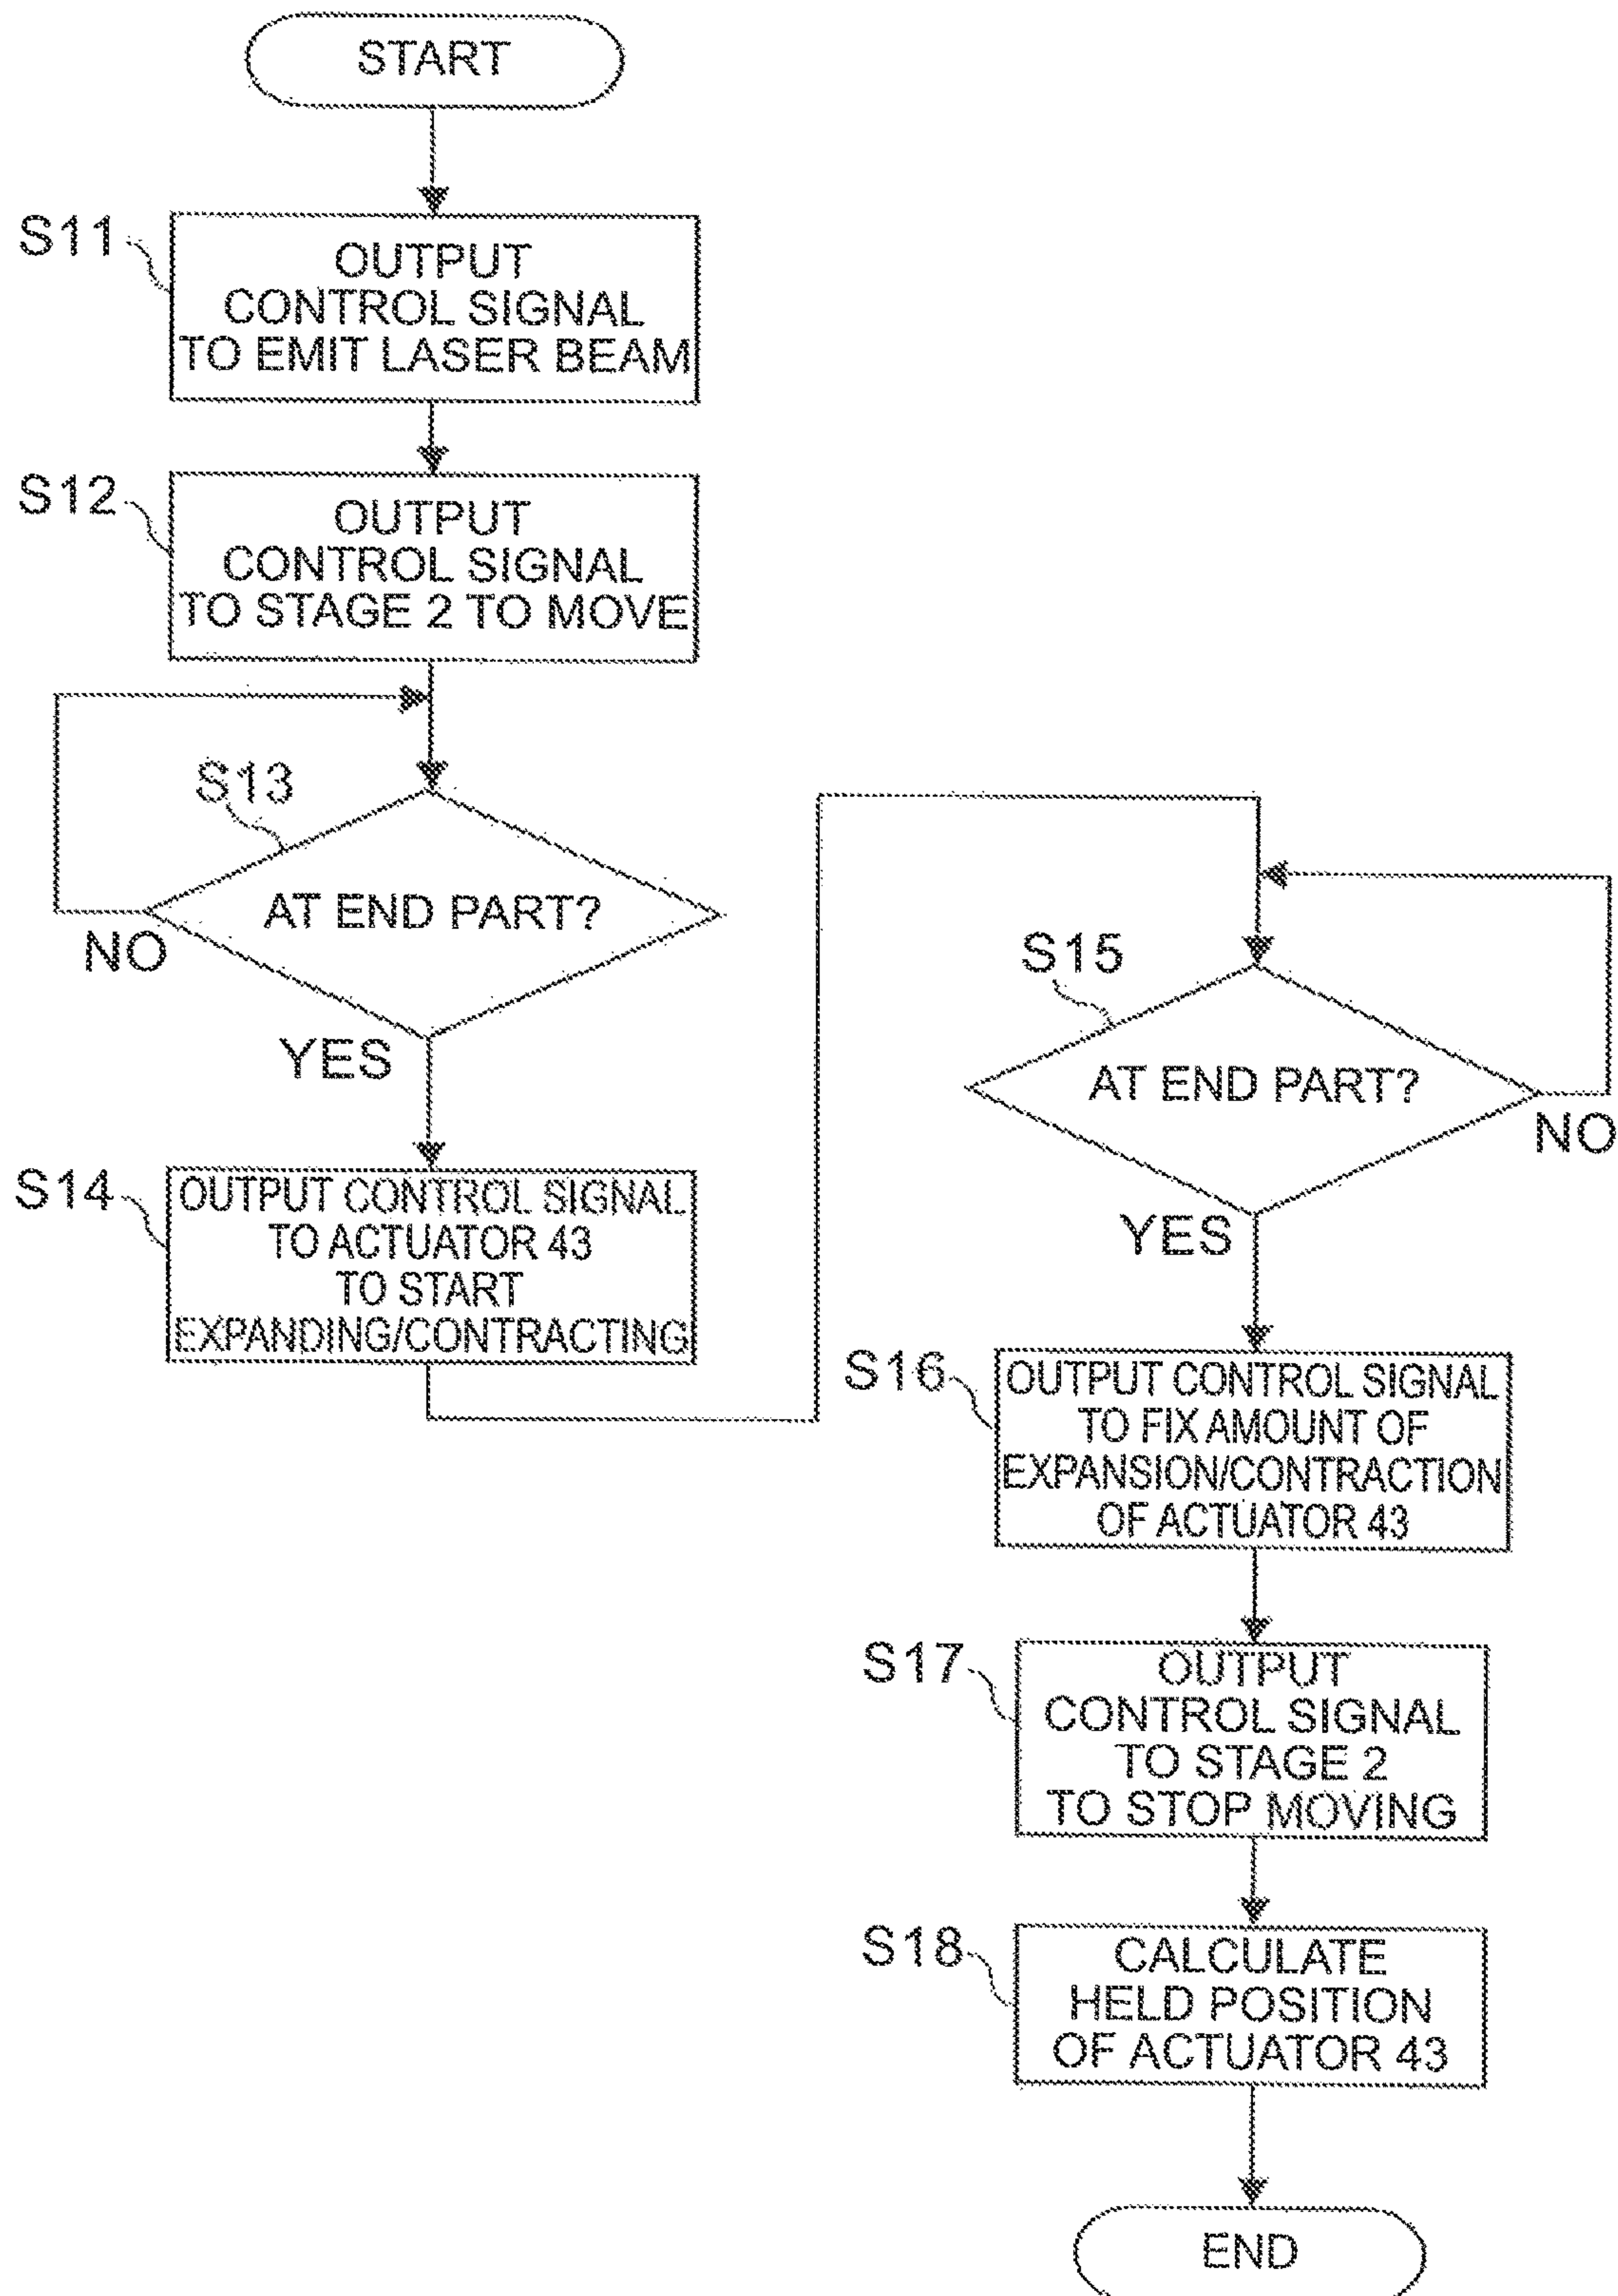 START
S11
OUTPUT
CONTROL SIGNAL
TO EMIT LASER BEAM
S12
OUTPUT
CONTROL SIGNAL
TO STAGE 2 TO MOVE
S13
AT END PART?
NO
YES
S14
OUTPUT CONTROL SIGNAL
TO ACTUATOR 43
TO START
EXPANDING/CONTRACTING
S15
AT END PART?
NO
YES
S16
OUTPUT CONTROL SIGNAL
TO FIX AMOUNT OF
EXPANSION/CONTRACTION
OF ACTUATOR 43
S17
OUTPUT
CONTROL SIGNAL
TO STAGE 2
TO STOP MOVING
S18
CALCULATE
HELD POSITION
OF ACTUATOR 43
END